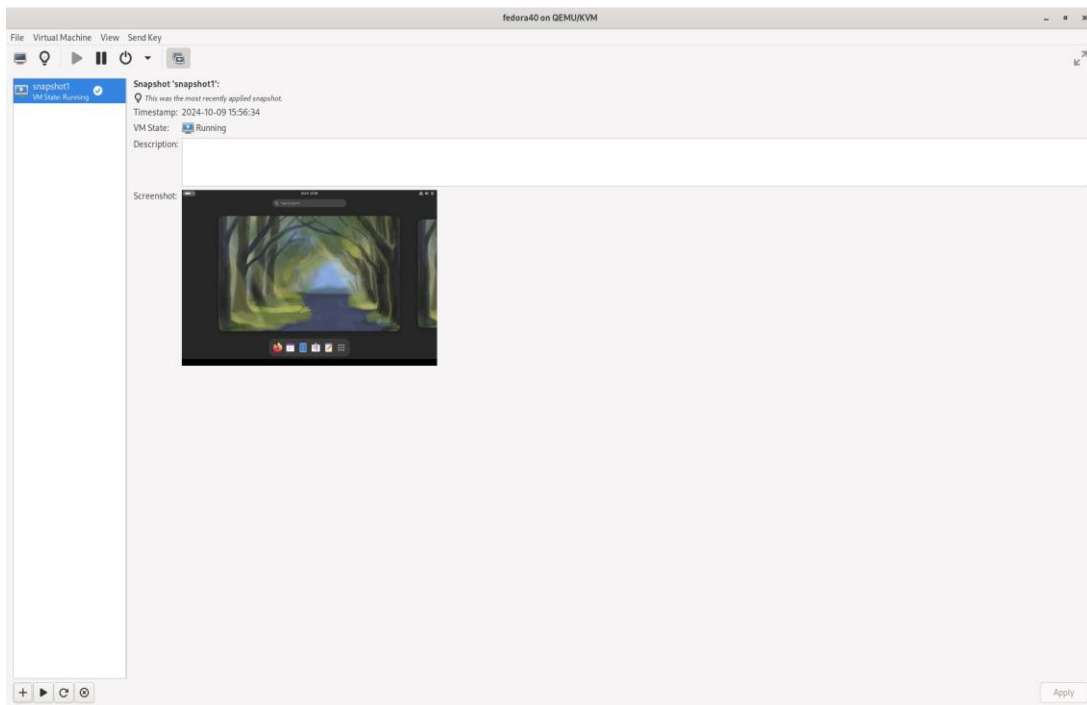 fedora40 on QEMU/KVM
File Virtual Machine View Send Key
snapshot1
VM State: Running
Snapshot 'snapshot1':
This was the most recently applied snapshot.
Timestamp: 2024-10-09 15:56:34
VM State: Running
Description:
Screenshot:
Apply